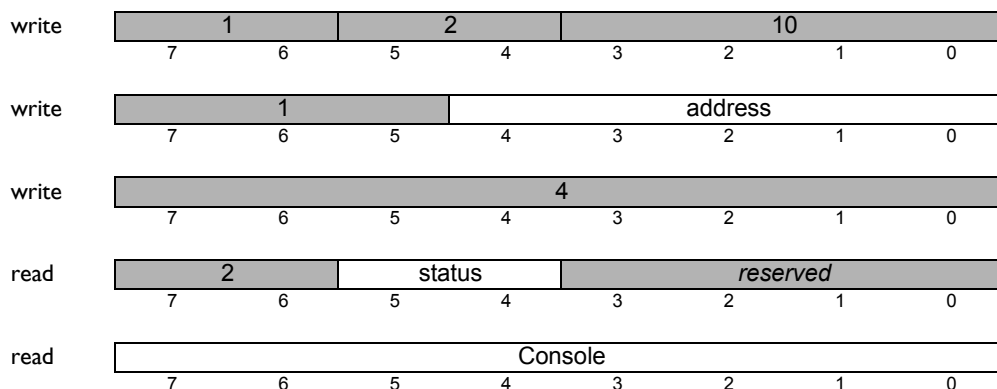 write 1 2 10
7 6 5 4 3 2 1 0
write 1 address
7 6 5 4 3 2 1 0
write 4
7 6 5 4 3 2 1 0
read 2 status reserved
7 6 5 4 3 2 1 0
read Console
7 6 5 4 3 2 1 0